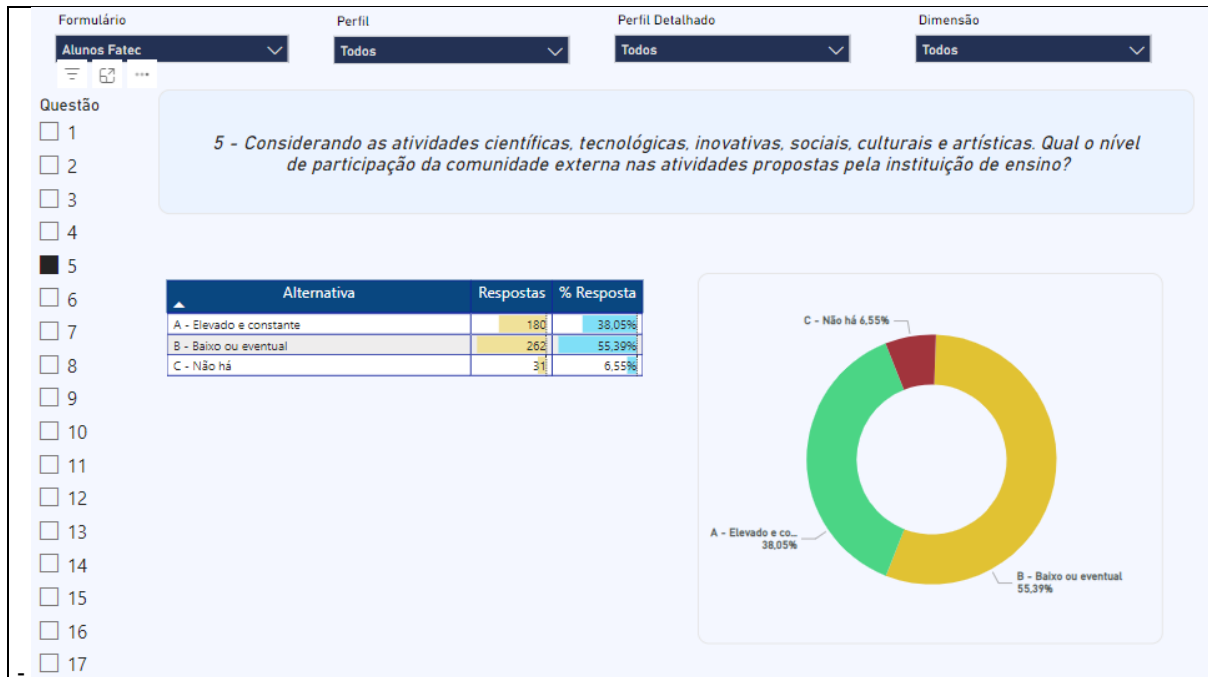 Formulário
Perfil
Perfil Detalhado
Dimensão
Alunos Fatec
Todos
Todos
Todos
Questão
1
2
3
4
5
6
7
8
9
10
11
12
13
14
15
16
17
5 - Considerando as atividades científicas, tecnológicas, inovativas, sociais, culturais e artísticas. Qual o nível
de participação da comunidade externa nas atividades propostas pela instituição de ensino?
Alternativa Respostas % Resposta
A - Elevado e constante 180 38,05%
B - Baixo ou eventual 262 55,39%
C - Não há 31 6,55%
C - Não há 6,55%
A - Elevado e co...
38,05%
B - Baixo ou eventual
55,39%
-